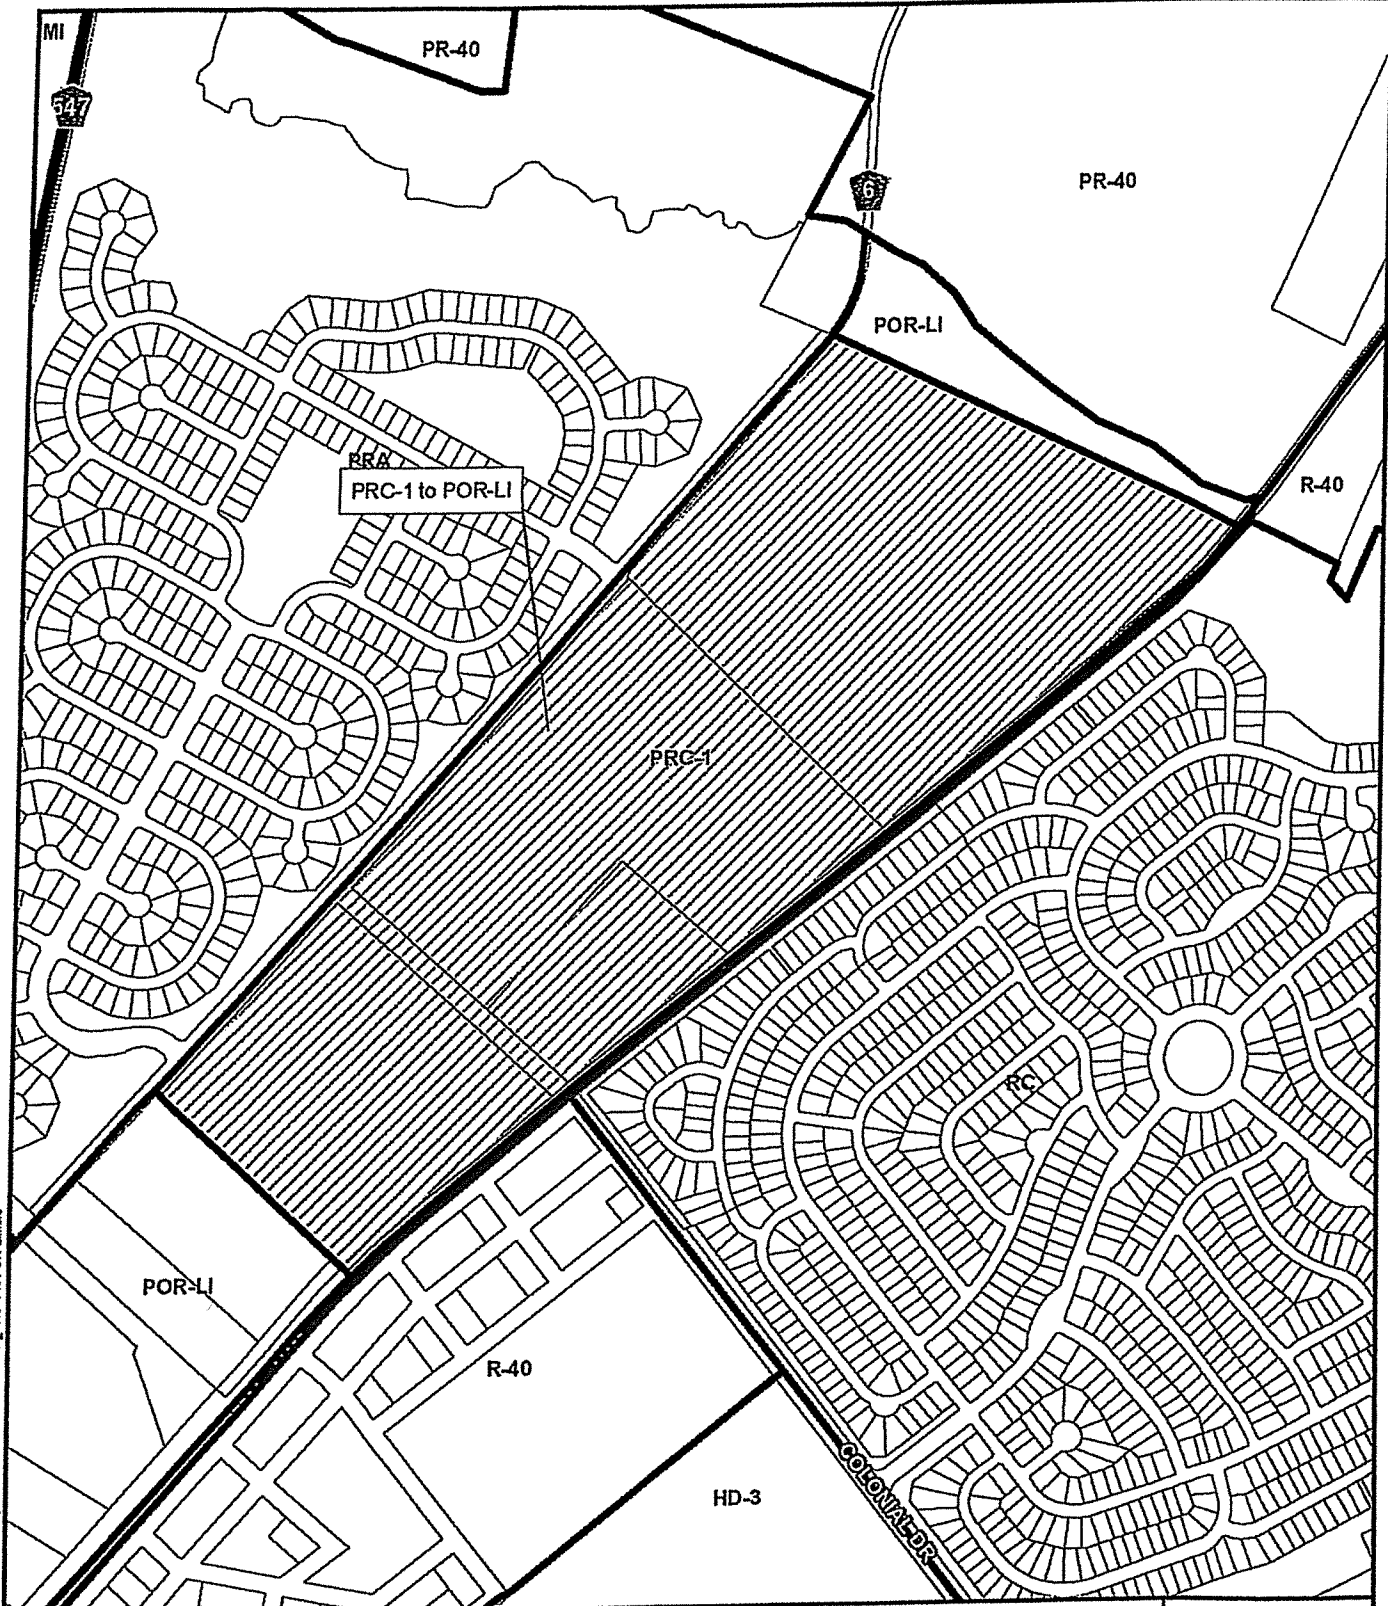 MI
PR-40
547
PR-40
6
POR-LI
R-40
PRA
PRC-1 to POR-LI
PRC-1
RC
POR-LI
R-40
HD-3
COLONIAL DR